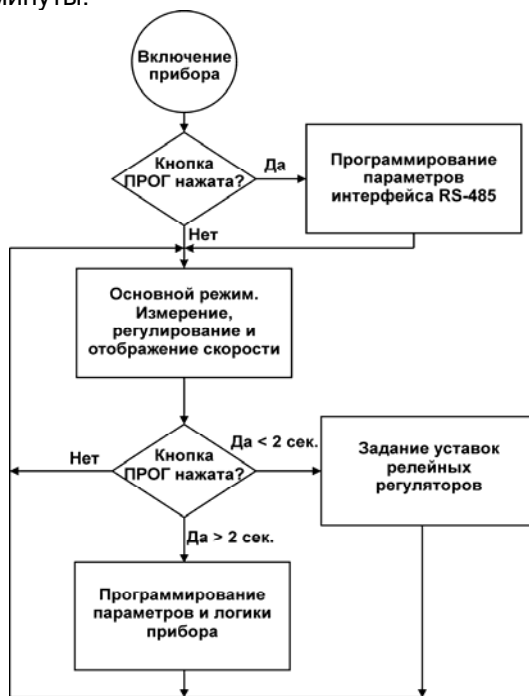 минуты.
Включение
прибора
Кнопка
ПРОГ нажата?
Да
Программирование
параметров
интерфейса RS-485
Нет
Основной режим.
Измерение,
регулирование и
отображение скорости
Кнопка
ПРОГ нажата?
Нет
Да < 2 сек.
Задание уставок
релейных
регуляторов
Да > 2 сек.
Программирование
параметров и логики
прибора